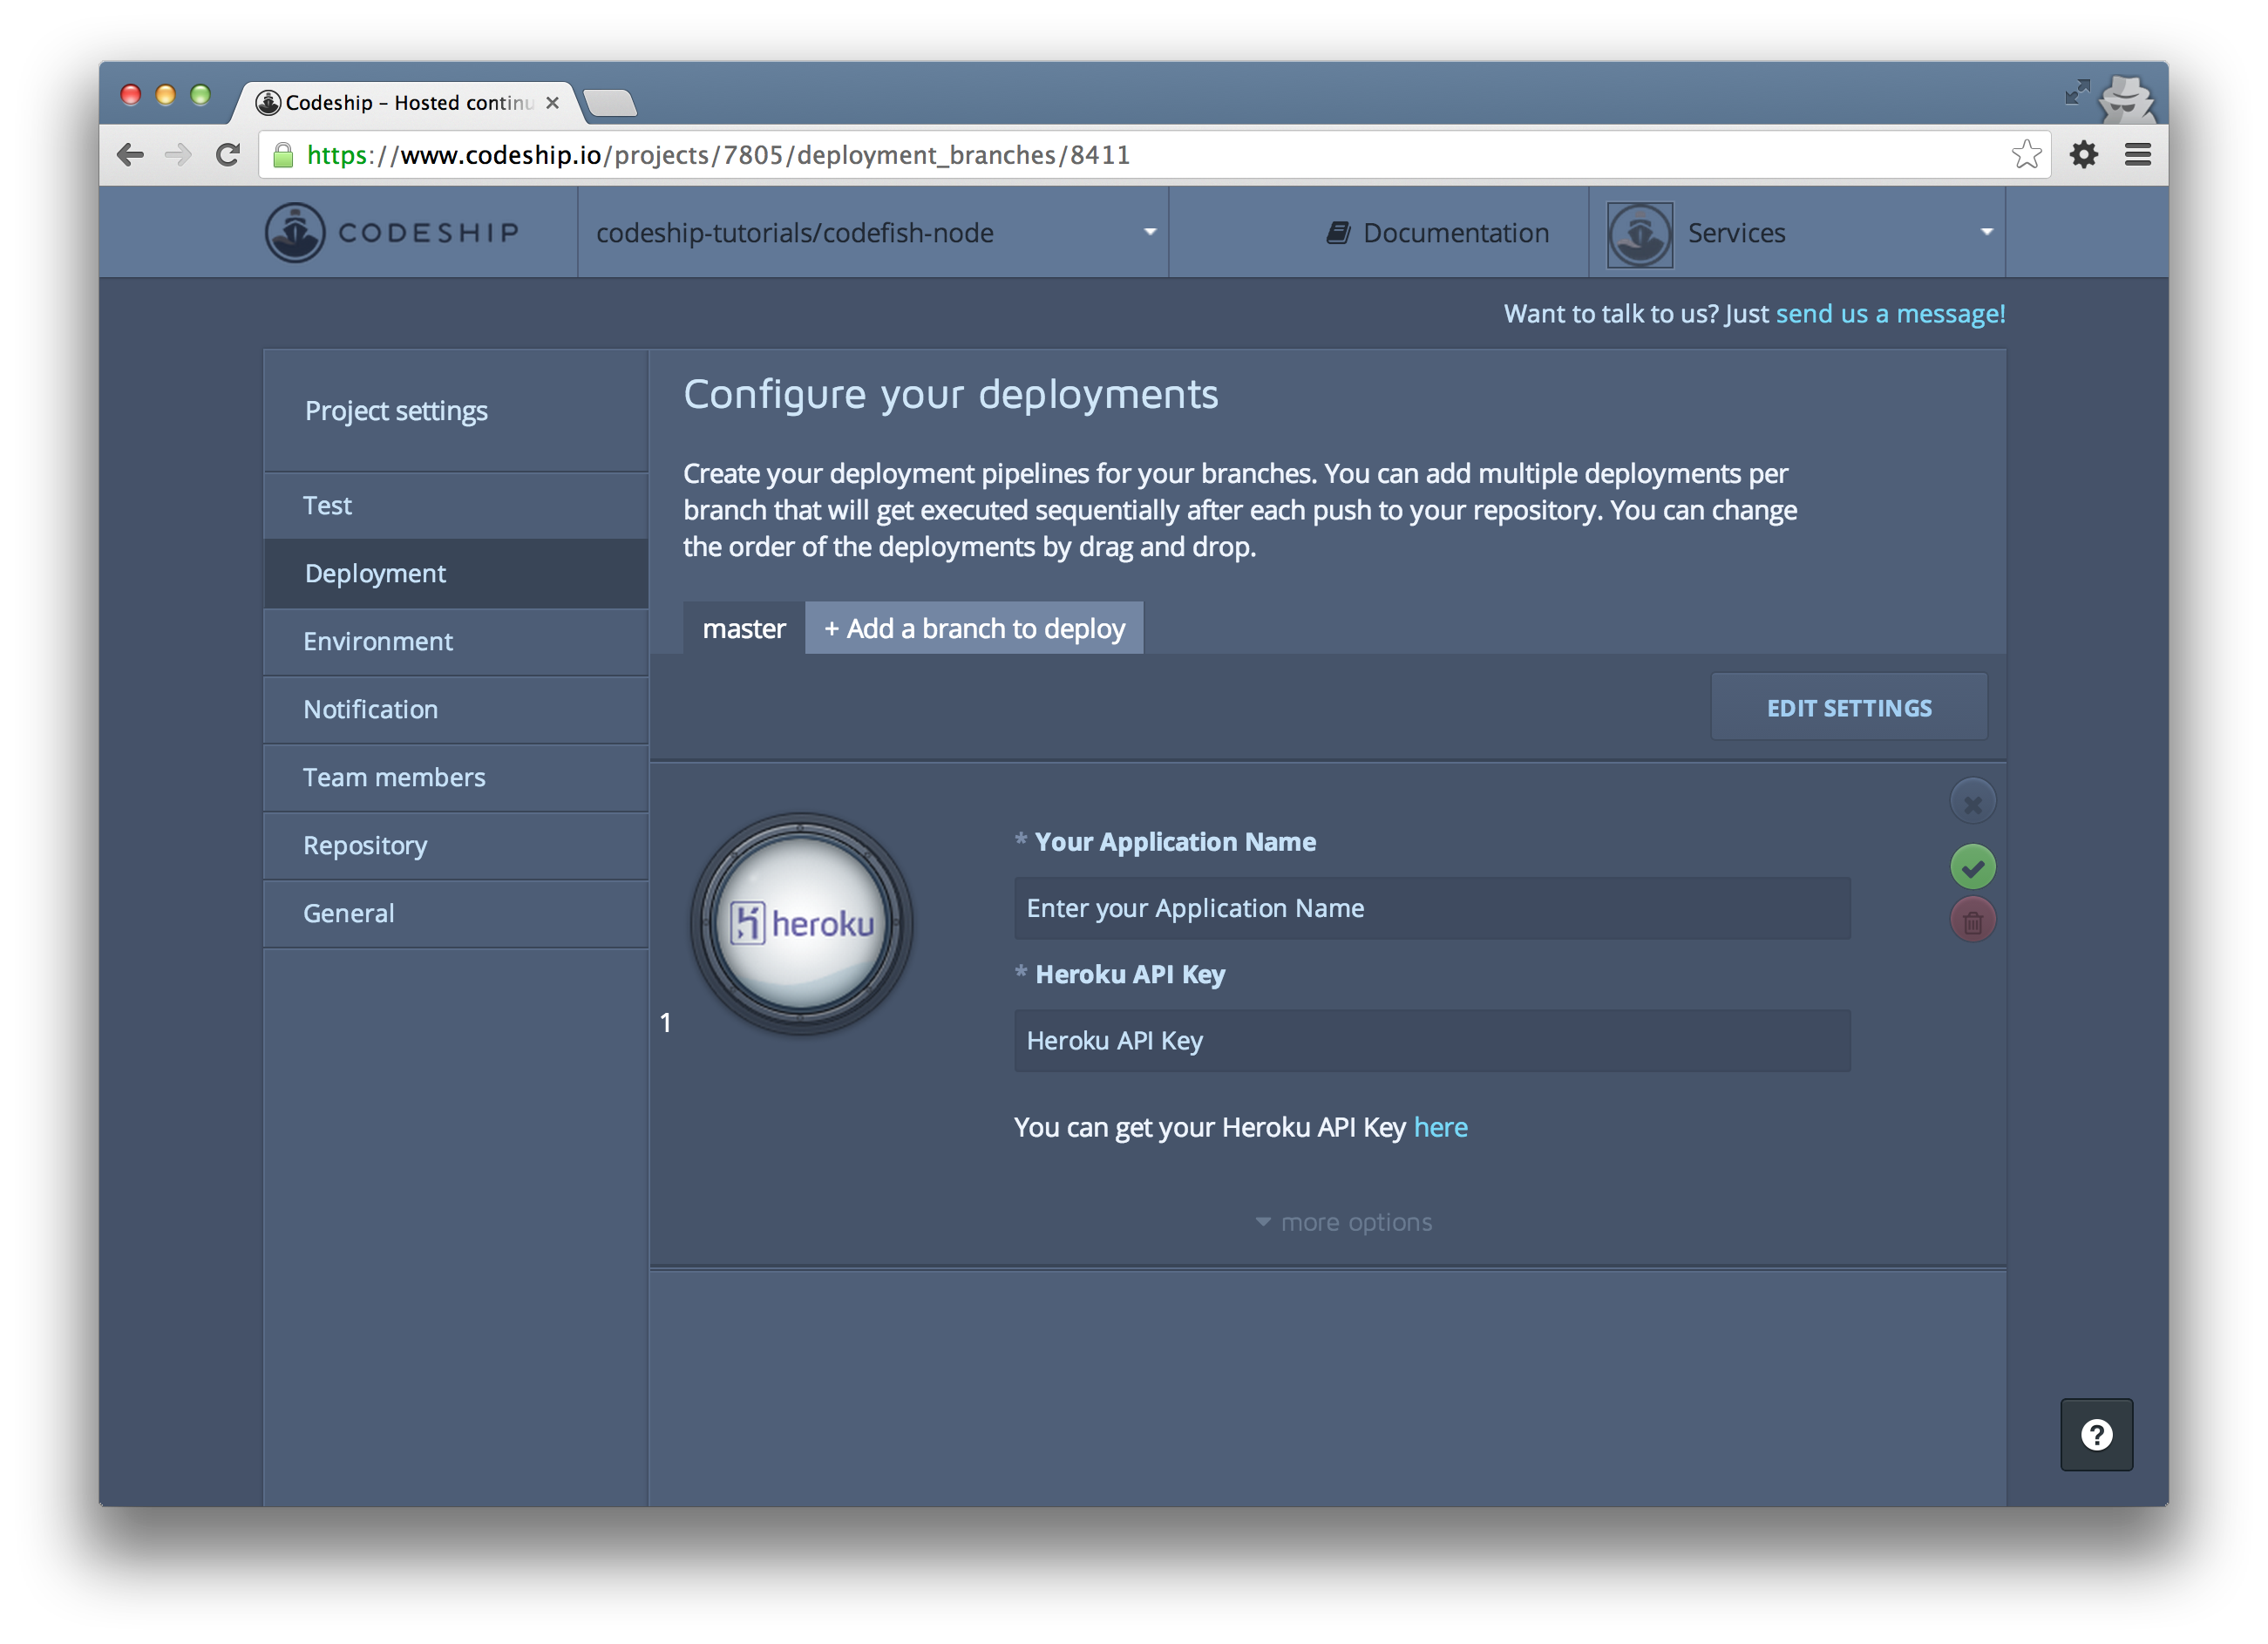 Codeship – Hosted continu
https://www.codeship.io/projects/7805/deployment_branches/8411
CODESHIP
codeship-tutorials/codefish-node
Documentation
Services
Want to talk to us? Just send us a message!
Project settings
Test
Deployment
Environment
Notification
Team members
Repository
General
Configure your deployments
Create your deployment pipelines for your branches. You can add multiple deployments per
branch that will get executed sequentially after each push to your repository. You can change
the order of the deployments by drag and drop.
master
+ Add a branch to deploy
EDIT SETTINGS
1
heroku
* Your Application Name
Enter your Application Name
* Heroku API Key
Heroku API Key
You can get your Heroku API Key here
more options
?